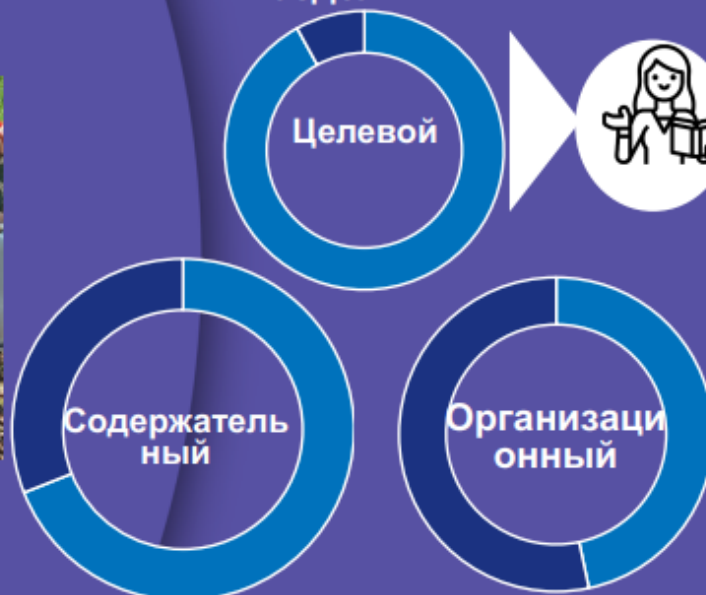 Целевой
Содержатель
ный
Организаци
онный